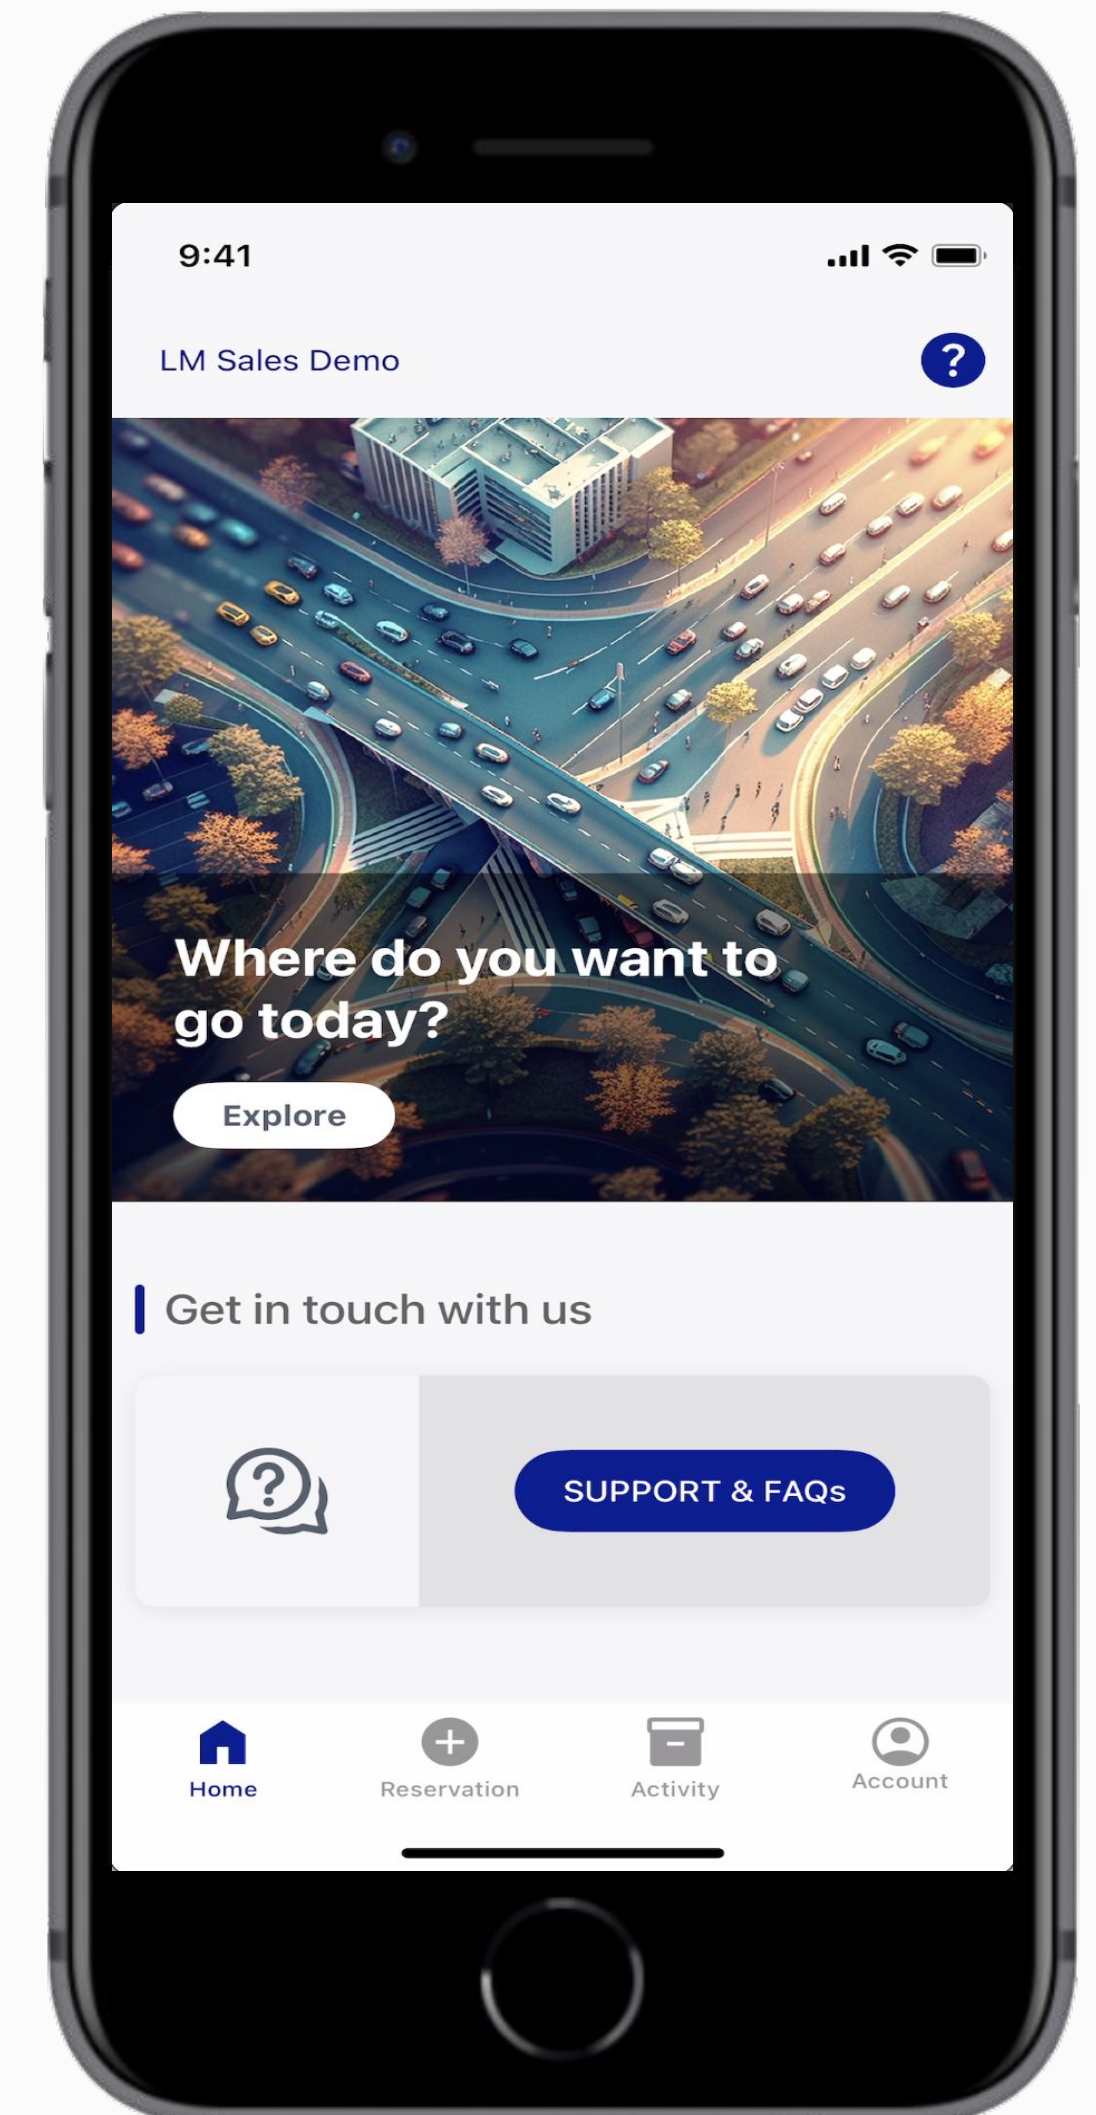 9:41
LM Sales Demo
?
Where do you want to
go today?
Explore
Get in touch with us
?
SUPPORT & FAQs
Home
Reservation
Activity
Account